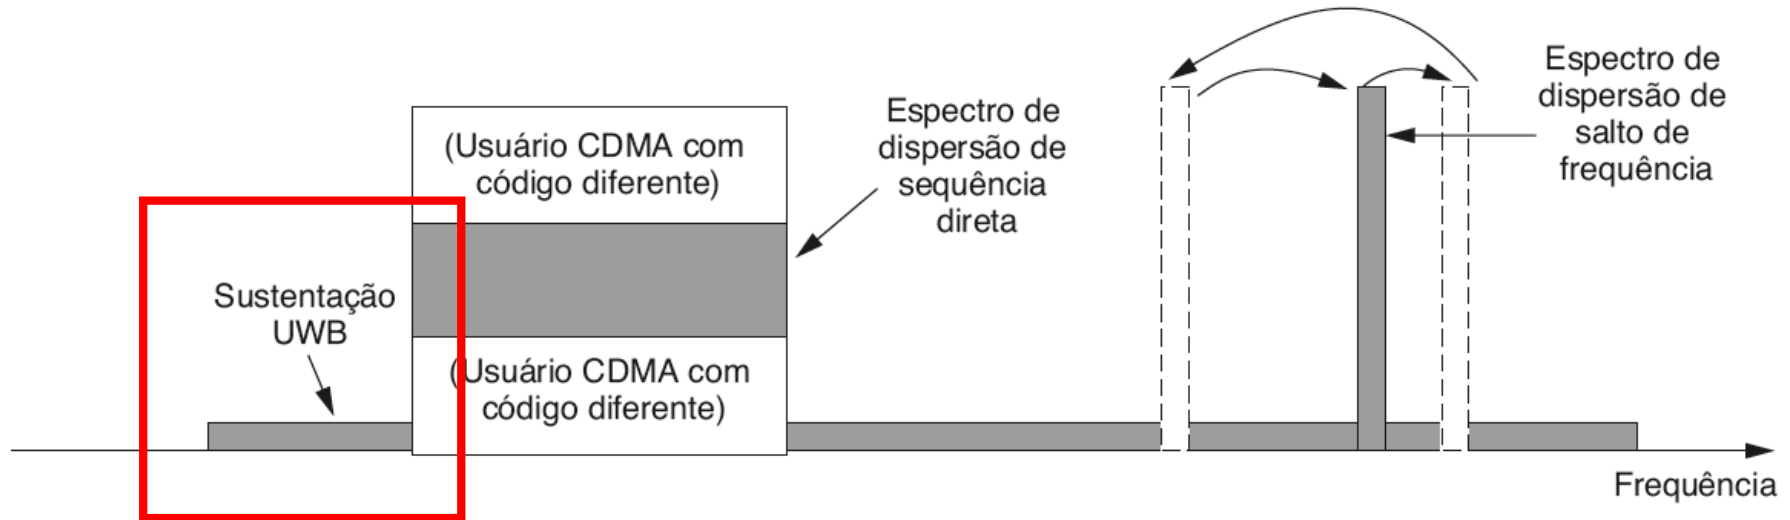 (Usuário CDMA com
código diferente)
Espectro de
dispersão de
sequência
direta
Espectro de
dispersão de
salto de
frequência
Sustentação
UWB
(Usuário CDMA com
código diferente)
Frequência